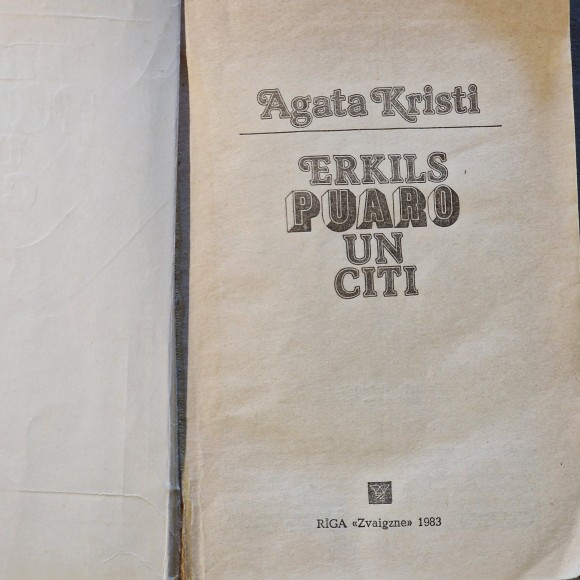 Agata Kristi
ERKILS
PUARO
UN
CITI
RĪGA «Zvaigzne» 1983